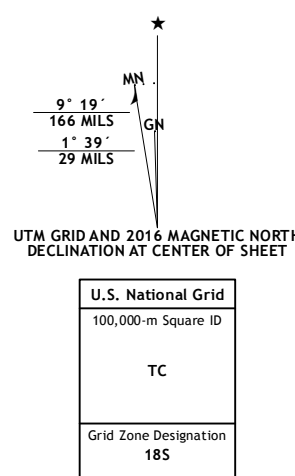 ★
MN
9° 19´
166 MILS
GN
1° 39´
29 MILS
UTM GRID AND 2016 MAGNETIC NORTH
DECLINATION AT CENTER OF SHEET
U.S. National Grid
100,000-m Square ID
TC
Grid Zone Designation
18S